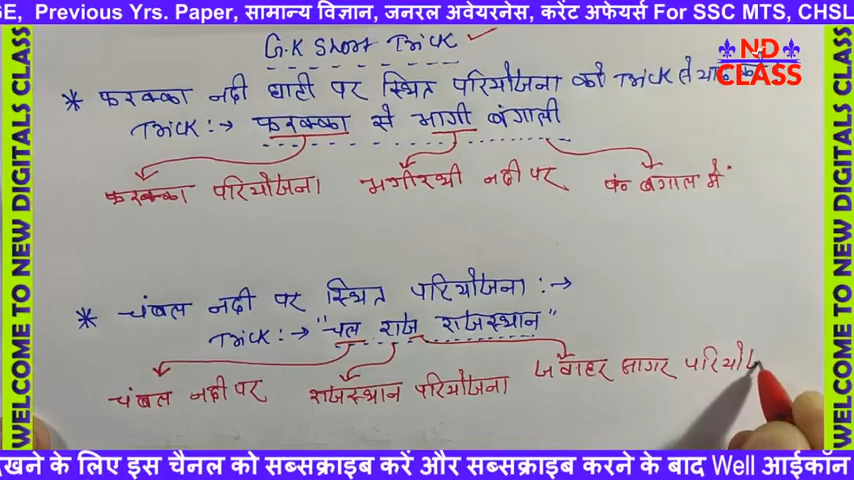 GE, Previous Yrs. Paper, सामान्य विज्ञान, जनरल अवेयरनेस, करेंट अफेयर्स For SSC MTS, CHSL
G.K Short Trick
ND CLASS
* फरक्का नदी घाटी पर स्थित परियोजना को Trick से याद
Trick :→ फरक्का से भागी बंगाली
फरक्का परियोजना भगीरथी नदी पर बंगाल में
* चंबल नदी पर स्थित परियोजना :→
Trick :→ "चल राज राजस्थान"
चंबल नदी पर राजस्थान परियोजना जवाहर सागर परियोज
WELCOME TO NEW DIGITALS CLASS
WELCOME TO NEW DIGITALS CLASS
देखने के लिए इस चैनल को सब्सक्राइब करें और सब्सक्राइब करने के बाद Well आईकॉन